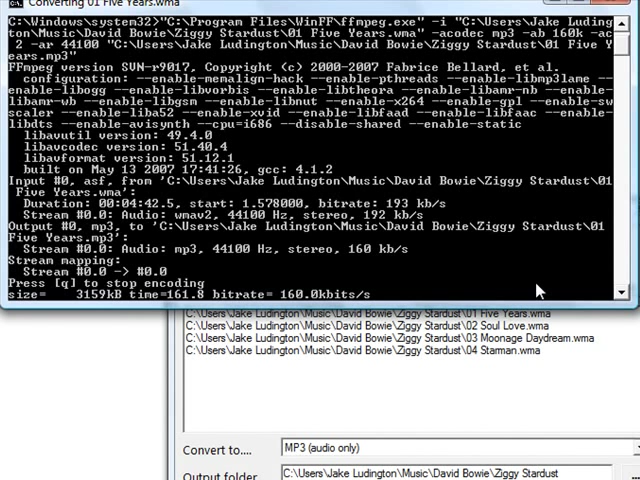 Converting 01 Five Years.wma
C:\Windows\system32>"C:\Program Files\WinFF\ffmpeg.exe" -i "C:\Users\Jake Luding
ton\Music\David Bowie\Ziggy Stardust\01 Five Years.wma" -acodec mp3 -ab 160k -ac
2 -ar 44100 "C:\Users\Jake Ludington\Music\David Bowie\Ziggy Stardust\01 Five Y
ears.mp3"
FFmpeg version SVN-r9017, Copyright (c) 2000-2007 Fabrice Bellard, et al.
configuration: --enable-memalign-hack --enable-pthreads --enable-libmp3lame --e
nable-libogg --enable-libvorbis --enable-libtheora --enable-libamr-nb --enable-
libamr-wb --enable-libgsm --enable-libnut --enable-x264 --enable-gpl --enable-sw
scaler --enable-liba52 --enable-xvid --enable-libfaad --enable-libfaac --enable-
libdts --enable-avisynth --cpu=i686 --disable-shared --enable-static
libavutil version: 49.4.0
libavcodec version: 51.40.4
libavformat version: 51.12.1
built on May 13 2007 17:41:26, gcc: 4.1.2
Input #0, asf, from 'C:\Users\Jake Ludington\Music\David Bowie\Ziggy Stardust\01
Five Years.wma':
Duration: 00:04:42.5, start: 1.578000, bitrate: 193 kb/s
Stream #0.0: Audio: wmav2, 44100 Hz, stereo, 192 kb/s
Output #0, mp3, to 'C:\Users\Jake Ludington\Music\David Bowie\Ziggy Stardust\01
Five Years.mp3':
Stream #0.0: Audio: mp3, 44100 Hz, stereo, 160 kb/s
Stream mapping:
Stream #0.0 -> #0.0
Press [q] to stop encoding
size= 3159kB time=161.8 bitrate= 160.0kbits/s
C:\Users\Jake Ludington\Music\David Bowie\Ziggy Stardust\01 Five Years.wma
C:\Users\Jake Ludington\Music\David Bowie\Ziggy Stardust\02 Soul Love.wma
C:\Users\Jake Ludington\Music\David Bowie\Ziggy Stardust\03 Moonage Daydream.wma
C:\Users\Jake Ludington\Music\David Bowie\Ziggy Stardust\04 Starman.wma
Convert to.... MP3 (audio only)
Output folder C:\Users\Jake Ludington\Music\David Bowie\Ziggy Stardust